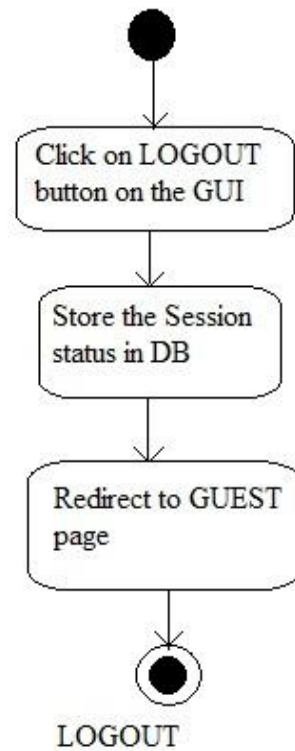 Click on LOGOUT
button on the GUI
Store the Session
status in DB
Redirect to GUEST
page
LOGOUT